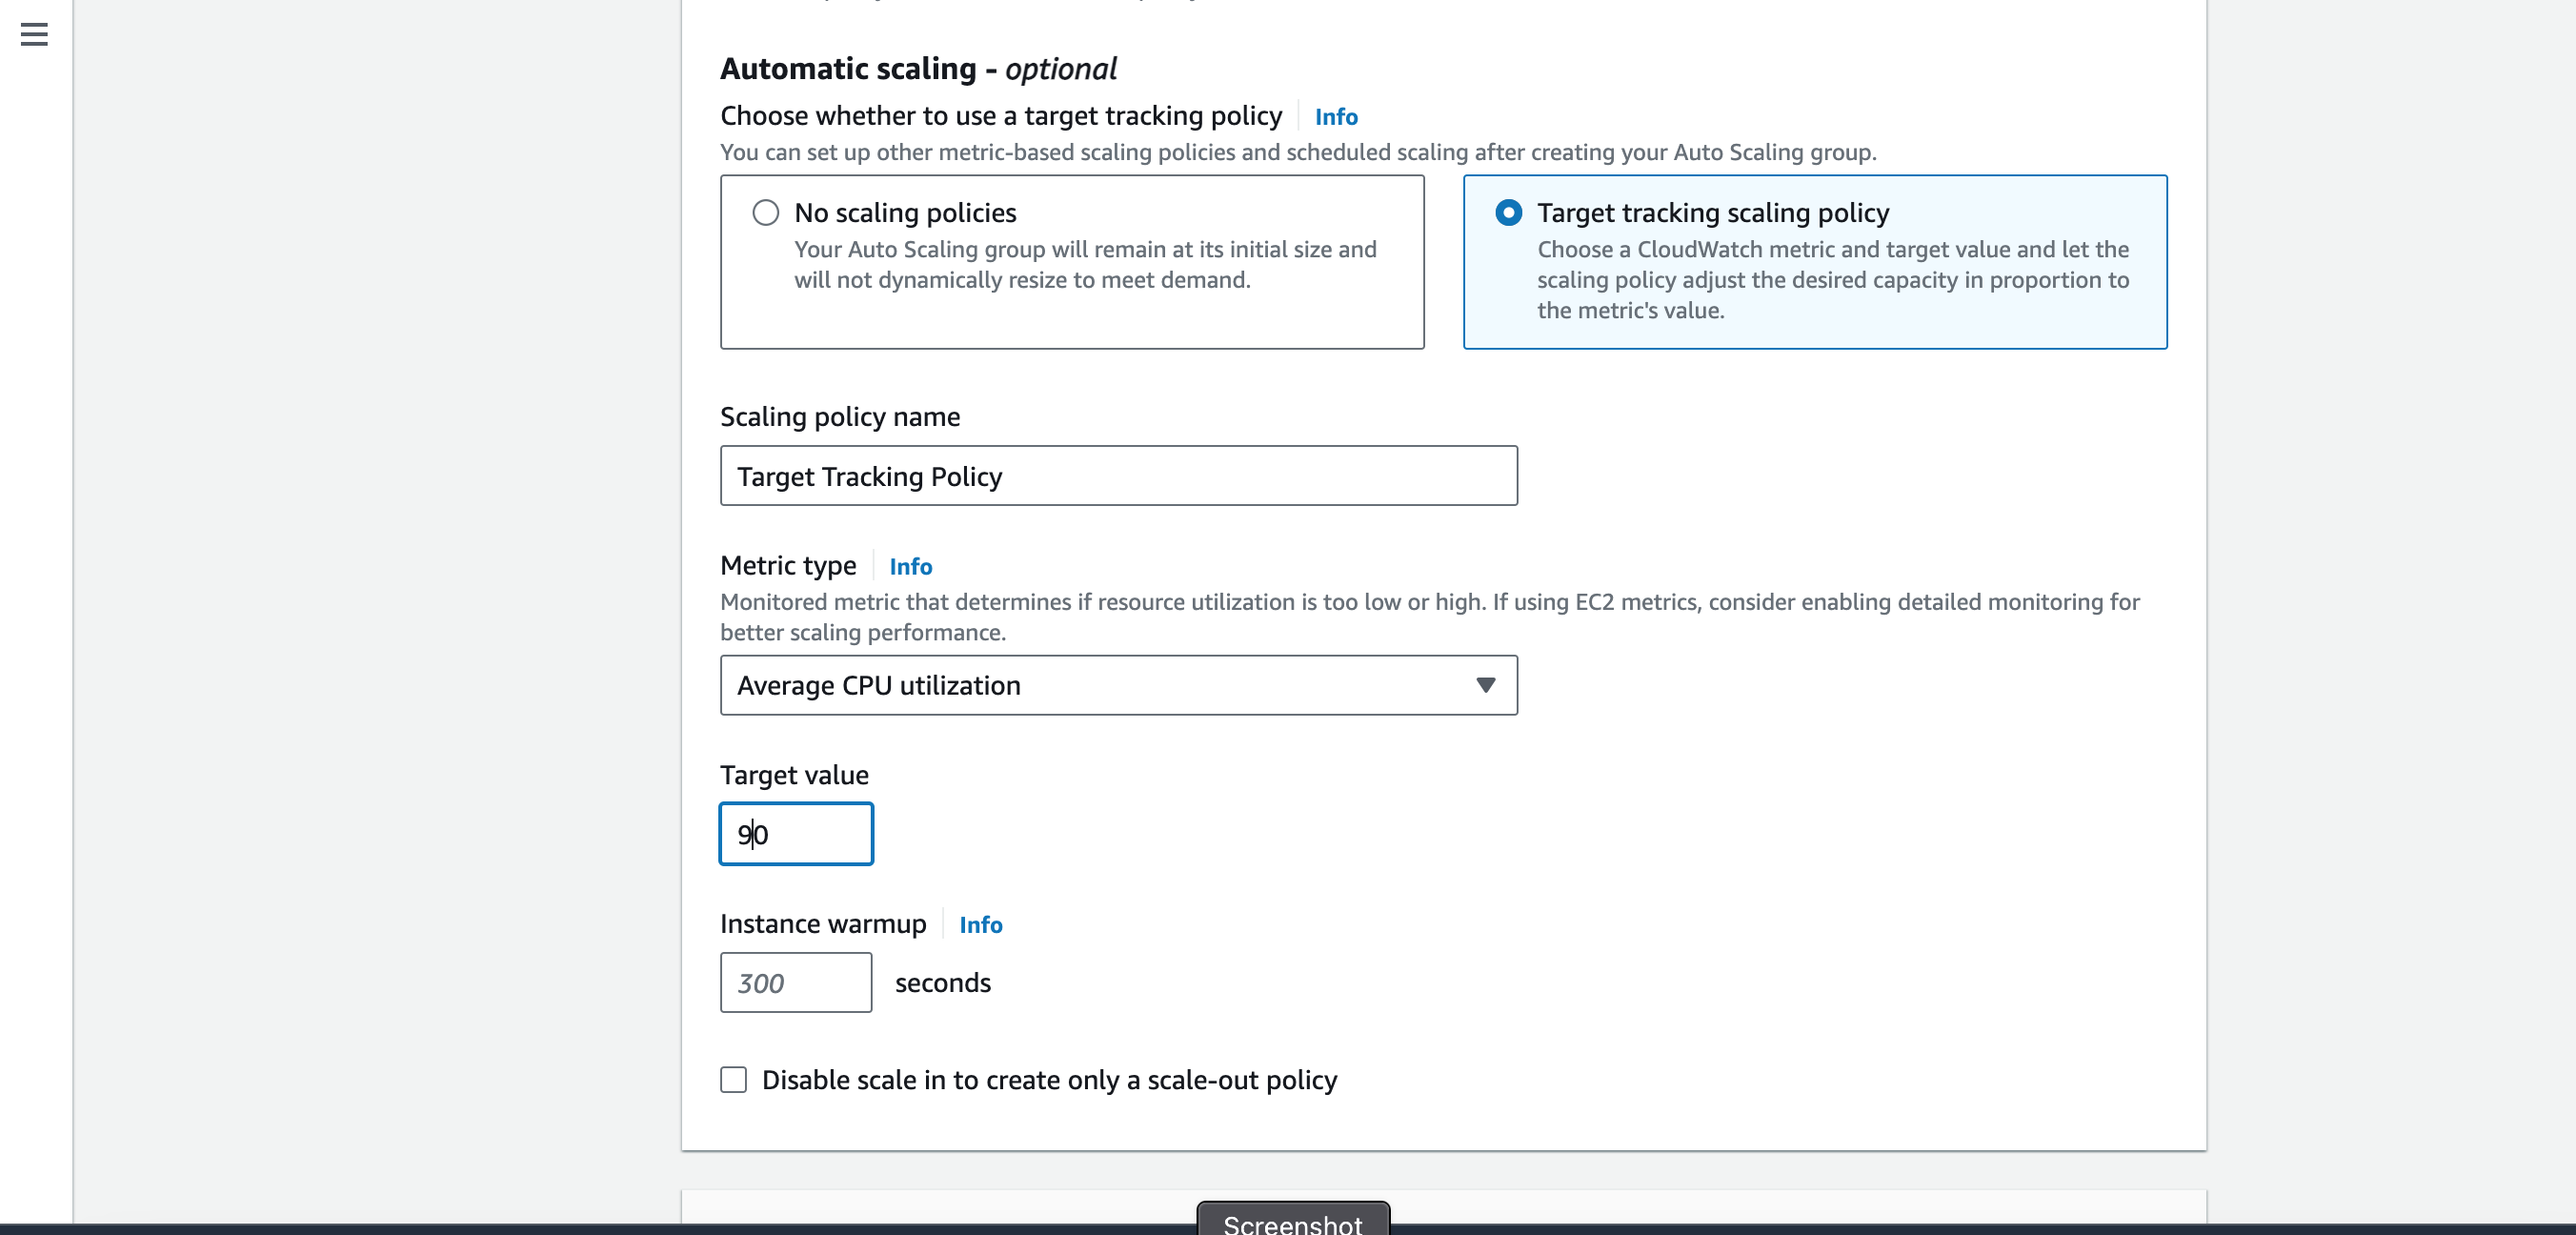 Automatic scaling - optional
Choose whether to use a target tracking policy Info
You can set up other metric-based scaling policies and scheduled scaling after creating your Auto Scaling group.
No scaling policies
Your Auto Scaling group will remain at its initial size and
will not dynamically resize to meet demand.
Target tracking scaling policy
Choose a CloudWatch metric and target value and let the
scaling policy adjust the desired capacity in proportion to
the metric's value.
Scaling policy name
Target Tracking Policy
Metric type Info
Monitored metric that determines if resource utilization is too low or high. If using EC2 metrics, consider enabling detailed monitoring for
better scaling performance.
Average CPU utilization
Target value
90
Instance warmup Info
300 seconds
Disable scale in to create only a scale-out policy
Screenshot